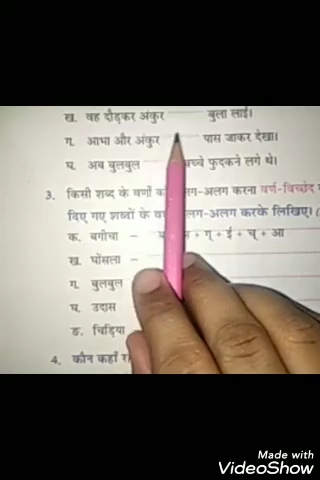 ख. वह दौड़कर अंकुर बुला लाई।
ग. आभा और अंकुर पास जाकर देखा।
घ. अब बुलबुल बच्चे फुदकने लगे थे।
3. किसी शब्द के वर्णों को अलग-अलग करना वर्ण-विच्छेद
दिए गए शब्दों के अलग-अलग करके लिखिए।
क. बगीचा – + ग् + ई + च् + आ
ख. घोंसला –
ग. बुलबुल
घ. उदास
ङ. चिड़िया
4. कौन कहाँ
Made with
VideoShow